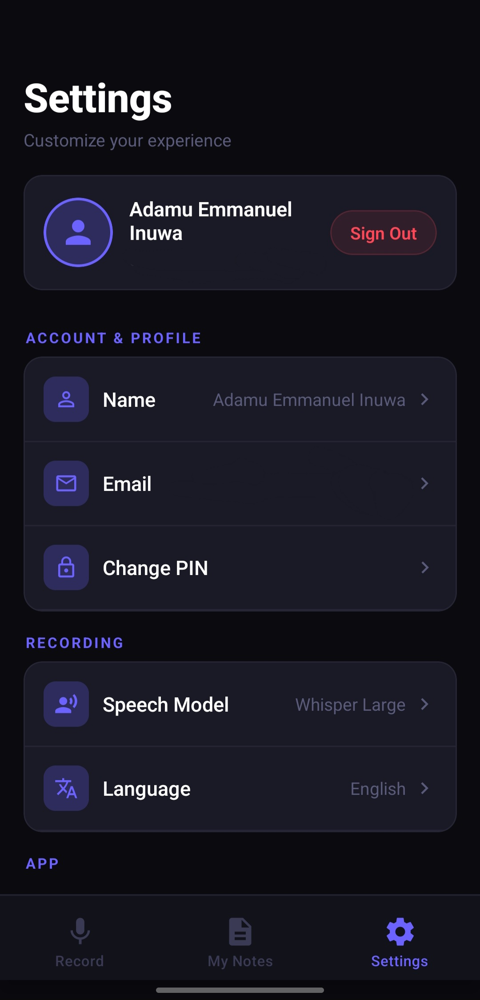 Settings
Customize your experience
Adamu Emmanuel
Inuwa
Sign Out
ACCOUNT & PROFILE
Name
Adamu Emmanuel Inuwa
Email
Change PIN
RECORDING
Speech Model
Whisper Large
Language
English
APP
Record
My Notes
Settings